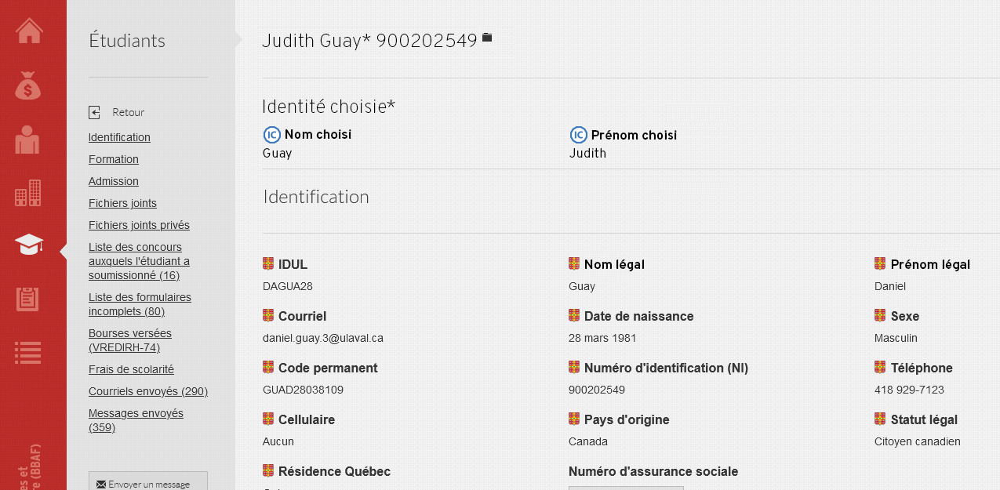 Étudiants
Retour
Identification
Formation
Admission
Fichiers joints
Fichiers joints privés
Liste des concours
auxquels l'étudiant a
soumissionné (16)
Liste des formulaires
incomplets (80)
Bourses versées
(VREDIRH-74)
Frais de scolarité
Courriels envoyés (290)
Messages envoyés
(359)
Envoyer un message
es et
re (BBAF)
Judith Guay* 900202549
Identité choisie*
IC Nom choisi
Guay
IC Prénom choisi
Judith
Identification
IDUL
DAGUA28
Nom légal
Guay
Prénom légal
Daniel
Courriel
daniel.guay.3@ulaval.ca
Date de naissance
28 mars 1981
Sexe
Masculin
Code permanent
GUAD28038109
Numéro d'identification (NI)
900202549
Téléphone
418 929-7123
Cellulaire
Aucun
Pays d'origine
Canada
Statut légal
Citoyen canadien
Résidence Québec
Numéro d'assurance sociale